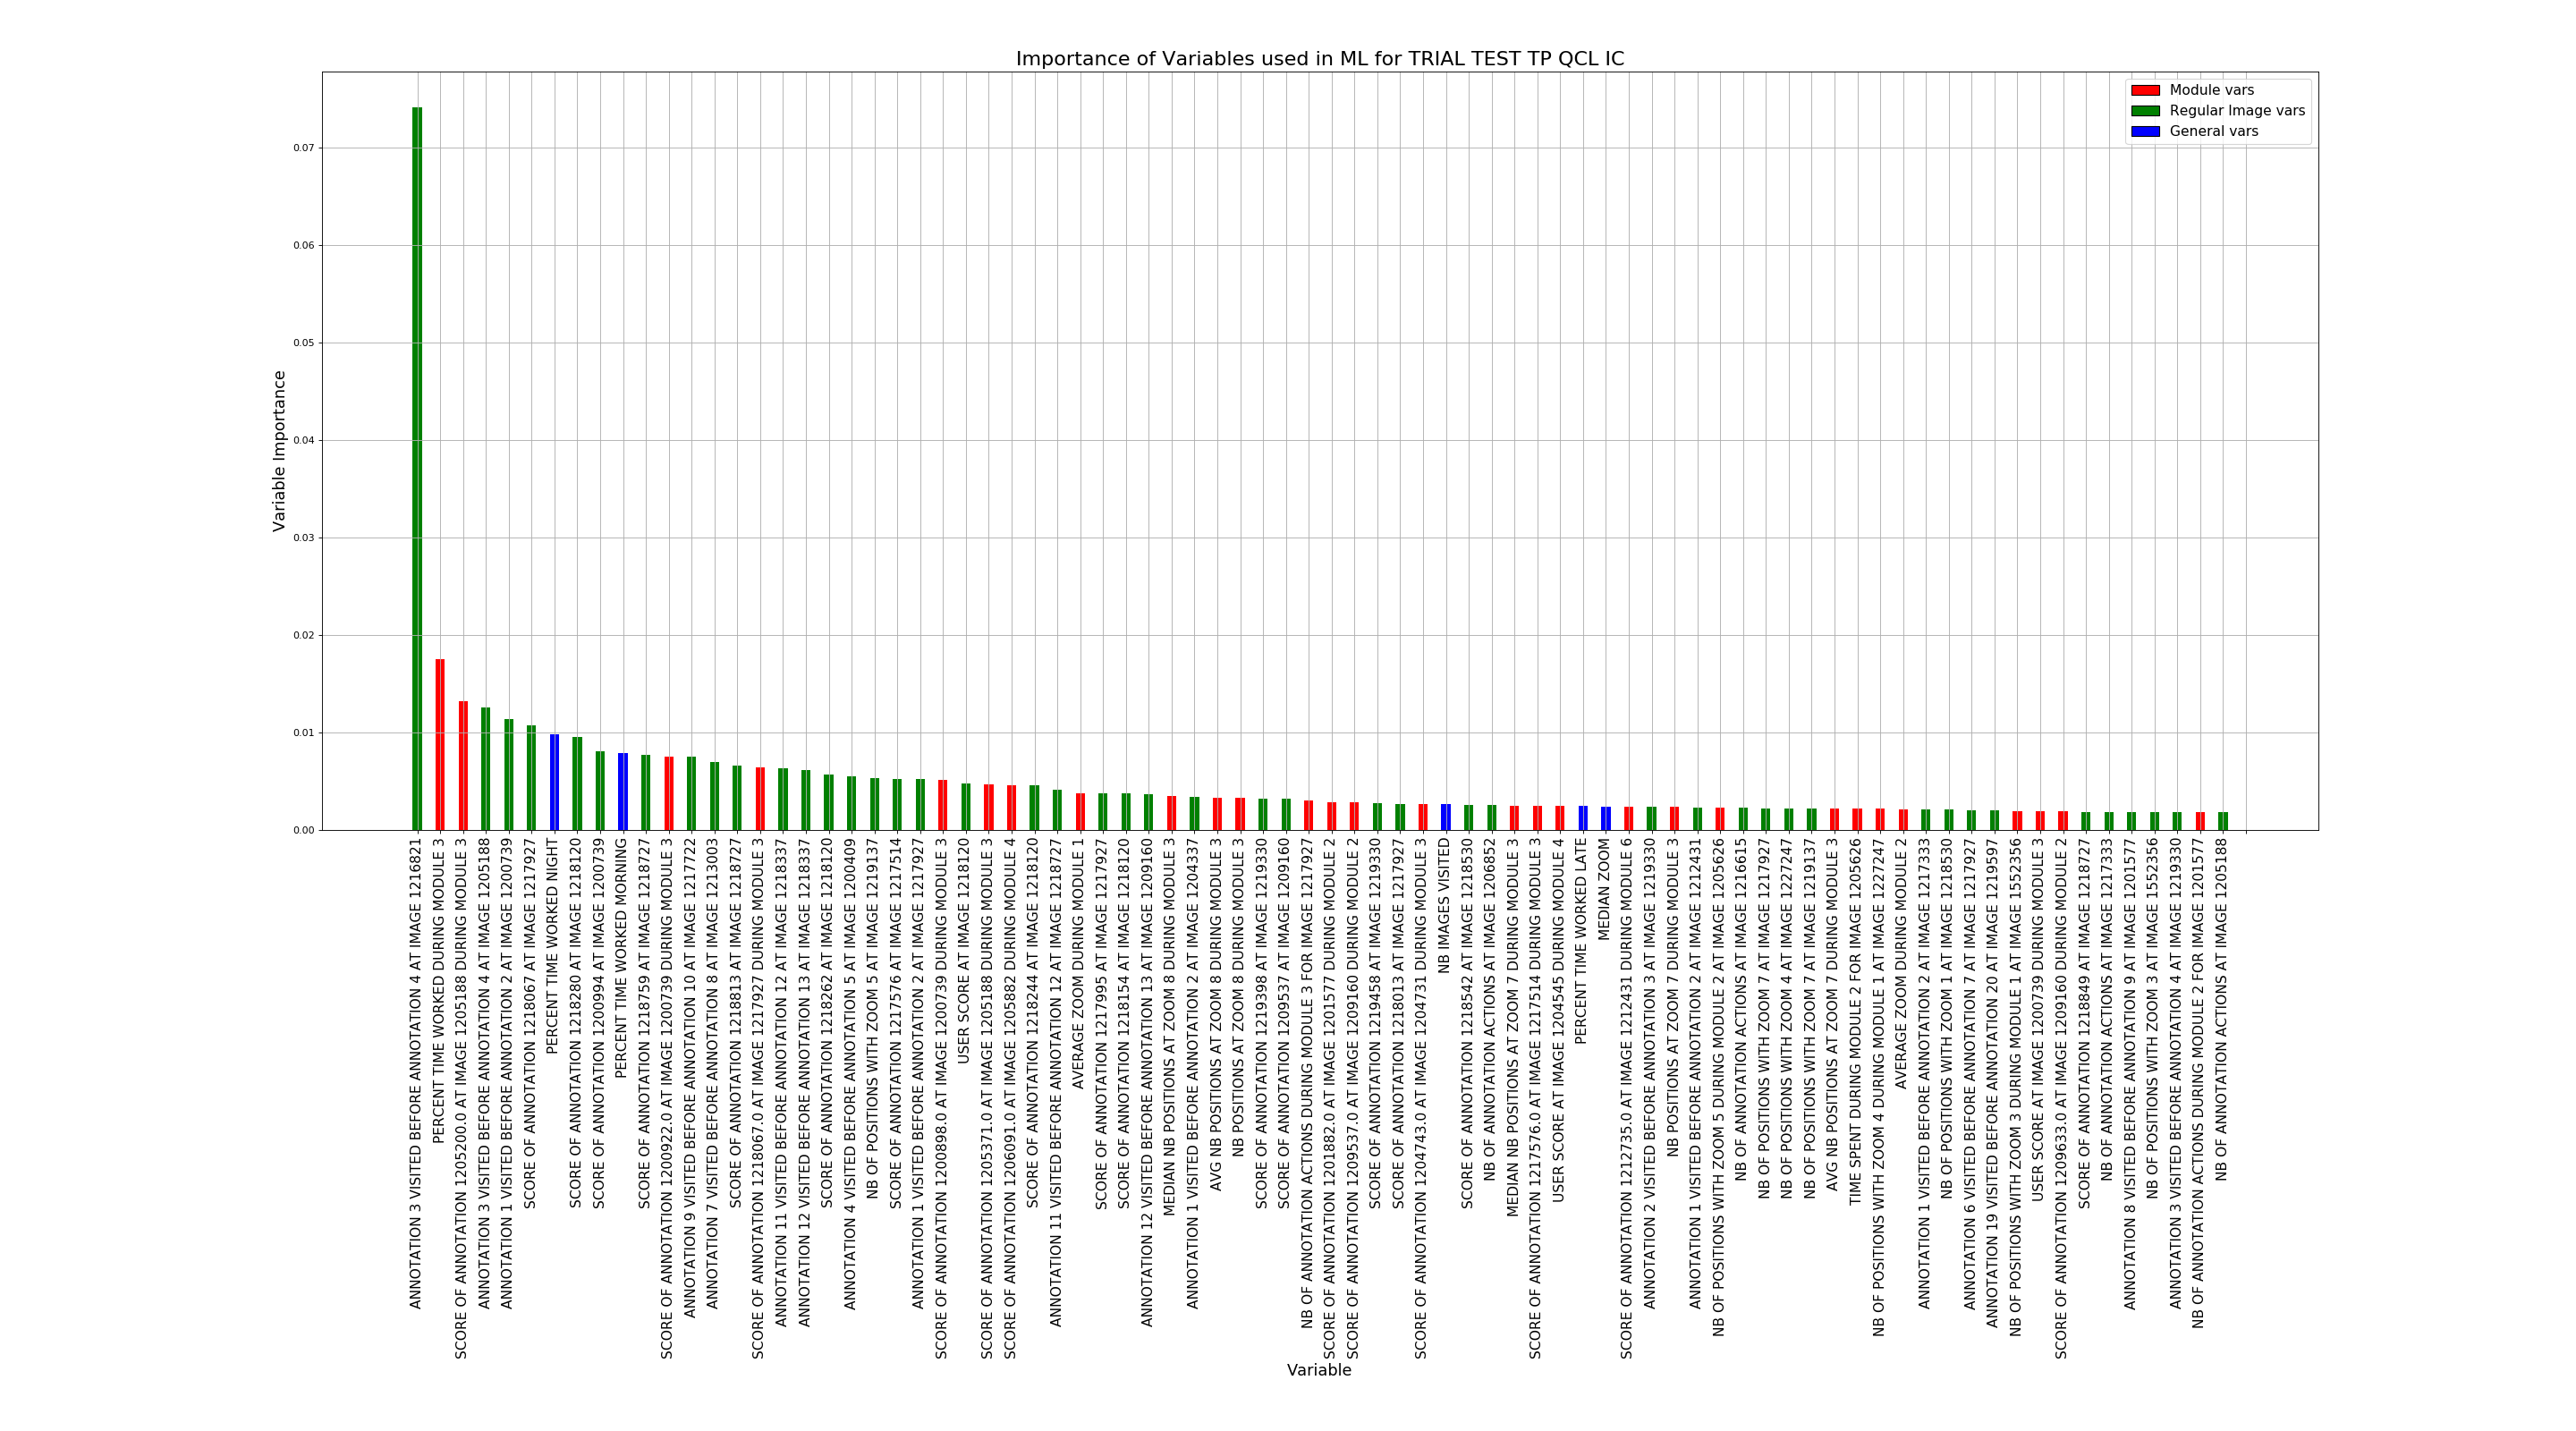 Importance of Variables used in ML for TRIAL TEST TP QCL IC
Module vars
Regular Image vars
General vars
0.07
0.06
0.05
0.04
0.03
0.02
0.01
0.00
Variable Importance
ANNOTATION 3 VISITED BEFORE ANNOTATION 4 AT IMAGE 1216821
PERCENT TIME WORKED DURING MODULE 3
SCORE OF ANNOTATION 1205200.0 AT IMAGE 1205188 DURING MODULE 3
ANNOTATION 3 VISITED BEFORE ANNOTATION 4 AT IMAGE 1205188
ANNOTATION 1 VISITED BEFORE ANNOTATION 2 AT IMAGE 1200739
SCORE OF ANNOTATION 1218067 AT IMAGE 1217927
PERCENT TIME WORKED NIGHT
SCORE OF ANNOTATION 1218280 AT IMAGE 1218120
SCORE OF ANNOTATION 1200994 AT IMAGE 1200739
PERCENT TIME WORKED MORNING
SCORE OF ANNOTATION 1218759 AT IMAGE 1218727
SCORE OF ANNOTATION 1200922.0 AT IMAGE 1200739 DURING MODULE 3
ANNOTATION 9 VISITED BEFORE ANNOTATION 10 AT IMAGE 1217722
ANNOTATION 7 VISITED BEFORE ANNOTATION 8 AT IMAGE 1213003
SCORE OF ANNOTATION 1218813 AT IMAGE 1218727
SCORE OF ANNOTATION 1218067.0 AT IMAGE 1217927 DURING MODULE 3
ANNOTATION 11 VISITED BEFORE ANNOTATION 12 AT IMAGE 1218337
ANNOTATION 12 VISITED BEFORE ANNOTATION 13 AT IMAGE 1218337
SCORE OF ANNOTATION 1218262 AT IMAGE 1218120
ANNOTATION 4 VISITED BEFORE ANNOTATION 5 AT IMAGE 1200409
NB OF POSITIONS WITH ZOOM 5 AT IMAGE 1219137
SCORE OF ANNOTATION 1217576 AT IMAGE 1217514
ANNOTATION 1 VISITED BEFORE ANNOTATION 2 AT IMAGE 1217927
SCORE OF ANNOTATION 1200898.0 AT IMAGE 1200739 DURING MODULE 3
USER SCORE AT IMAGE 1218120
SCORE OF ANNOTATION 1205371.0 AT IMAGE 1205188 DURING MODULE 3
SCORE OF ANNOTATION 1206091.0 AT IMAGE 1205882 DURING MODULE 4
SCORE OF ANNOTATION 1218244 AT IMAGE 1218120
ANNOTATION 11 VISITED BEFORE ANNOTATION 12 AT IMAGE 1218727
AVERAGE ZOOM DURING MODULE 1
SCORE OF ANNOTATION 1217995 AT IMAGE 1217927
SCORE OF ANNOTATION 1218154 AT IMAGE 1218120
ANNOTATION 12 VISITED BEFORE ANNOTATION 13 AT IMAGE 1209160
MEDIAN NB POSITIONS AT ZOOM 8 DURING MODULE 3
ANNOTATION 1 VISITED BEFORE ANNOTATION 2 AT IMAGE 1204337
AVG NB POSITIONS AT ZOOM 8 DURING MODULE 3
NB POSITIONS AT ZOOM 8 DURING MODULE 3
SCORE OF ANNOTATION 1219398 AT IMAGE 1219330
SCORE OF ANNOTATION 1209537 AT IMAGE 1209160
NB OF ANNOTATION ACTIONS DURING MODULE 3 FOR IMAGE 1217927
SCORE OF ANNOTATION 1201882.0 AT IMAGE 1201577 DURING MODULE 2
SCORE OF ANNOTATION 1209537.0 AT IMAGE 1209160 DURING MODULE 2
SCORE OF ANNOTATION 1219458 AT IMAGE 1219330
SCORE OF ANNOTATION 1218013 AT IMAGE 1217927
SCORE OF ANNOTATION 1204743.0 AT IMAGE 1204731 DURING MODULE 3
NB IMAGES VISITED
SCORE OF ANNOTATION 1218542 AT IMAGE 1218530
NB OF ANNOTATION ACTIONS AT IMAGE 1206852
MEDIAN NB POSITIONS AT ZOOM 7 DURING MODULE 3
SCORE OF ANNOTATION 1217576.0 AT IMAGE 1217514 DURING MODULE 3
USER SCORE AT IMAGE 1204545 DURING MODULE 4
PERCENT TIME WORKED LATE
MEDIAN ZOOM
SCORE OF ANNOTATION 1212735.0 AT IMAGE 1212431 DURING MODULE 6
ANNOTATION 2 VISITED BEFORE ANNOTATION 3 AT IMAGE 1219330
NB POSITIONS AT ZOOM 7 DURING MODULE 3
ANNOTATION 1 VISITED BEFORE ANNOTATION 2 AT IMAGE 1212431
NB OF POSITIONS WITH ZOOM 5 DURING MODULE 2 AT IMAGE 1205626
NB OF ANNOTATION ACTIONS AT IMAGE 1216615
NB OF POSITIONS WITH ZOOM 7 AT IMAGE 1217927
NB OF POSITIONS WITH ZOOM 4 AT IMAGE 1227247
NB OF POSITIONS WITH ZOOM 7 AT IMAGE 1219137
AVG NB POSITIONS AT ZOOM 7 DURING MODULE 3
TIME SPENT DURING MODULE 2 FOR IMAGE 1205626
NB OF POSITIONS WITH ZOOM 4 DURING MODULE 1 AT IMAGE 1227247
AVERAGE ZOOM DURING MODULE 2
ANNOTATION 1 VISITED BEFORE ANNOTATION 2 AT IMAGE 1217333
NB OF POSITIONS WITH ZOOM 1 AT IMAGE 1218530
ANNOTATION 6 VISITED BEFORE ANNOTATION 7 AT IMAGE 1217927
ANNOTATION 19 VISITED BEFORE ANNOTATION 20 AT IMAGE 1219597
NB OF POSITIONS WITH ZOOM 3 DURING MODULE 1 AT IMAGE 1552356
USER SCORE AT IMAGE 1200739 DURING MODULE 3
SCORE OF ANNOTATION 1209633.0 AT IMAGE 1209160 DURING MODULE 2
SCORE OF ANNOTATION 1218849 AT IMAGE 1218727
NB OF ANNOTATION ACTIONS AT IMAGE 1217333
ANNOTATION 8 VISITED BEFORE ANNOTATION 9 AT IMAGE 1201577
NB OF POSITIONS WITH ZOOM 3 AT IMAGE 1552356
ANNOTATION 3 VISITED BEFORE ANNOTATION 4 AT IMAGE 1219330
NB OF ANNOTATION ACTIONS DURING MODULE 2 FOR IMAGE 1201577
NB OF ANNOTATION ACTIONS AT IMAGE 1205188
Variable